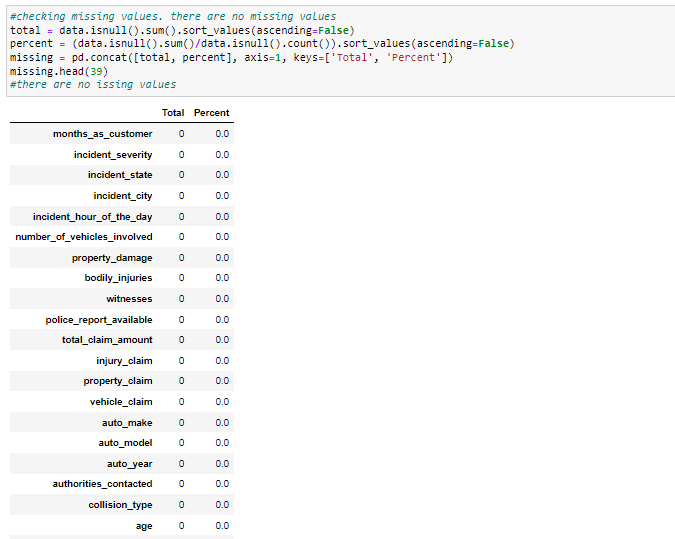 #checking missing values. there are no missing values
total = data.isnull().sum().sort_values(ascending=False)
percent = (data.isnull().sum()/data.isnull().count()).sort_values(ascending=False)
missing = pd.concat([total, percent], axis=1, keys=['Total', 'Percent'])
missing.head(39)
#there are no issing values
Total Percent
months_as_customer 0 0.0
incident_severity 0 0.0
incident_state 0 0.0
incident_city 0 0.0
incident_hour_of_the_day 0 0.0
number_of_vehicles_involved 0 0.0
property_damage 0 0.0
bodily_injuries 0 0.0
witnesses 0 0.0
police_report_available 0 0.0
total_claim_amount 0 0.0
injury_claim 0 0.0
property_claim 0 0.0
vehicle_claim 0 0.0
auto_make 0 0.0
auto_model 0 0.0
auto_year 0 0.0
authorities_contacted 0 0.0
collision_type 0 0.0
age 0 0.0